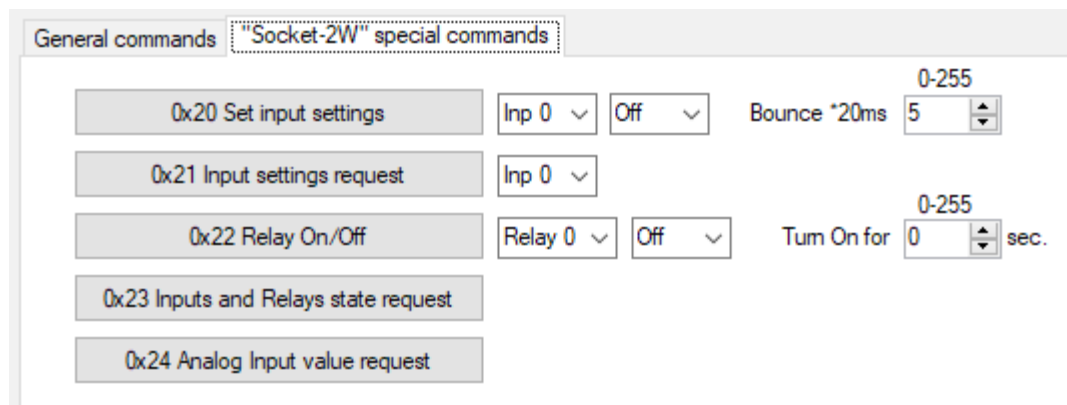 General commands "Socket-2W" special commands
0-255
0x20 Set input settings Inp 0 Off Bounce *20ms 5
0x21 Input settings request Inp 0
0-255
0x22 Relay On/Off Relay 0 Off Turn On for 0 sec.
0x23 Inputs and Relays state request
0x24 Analog Input value request